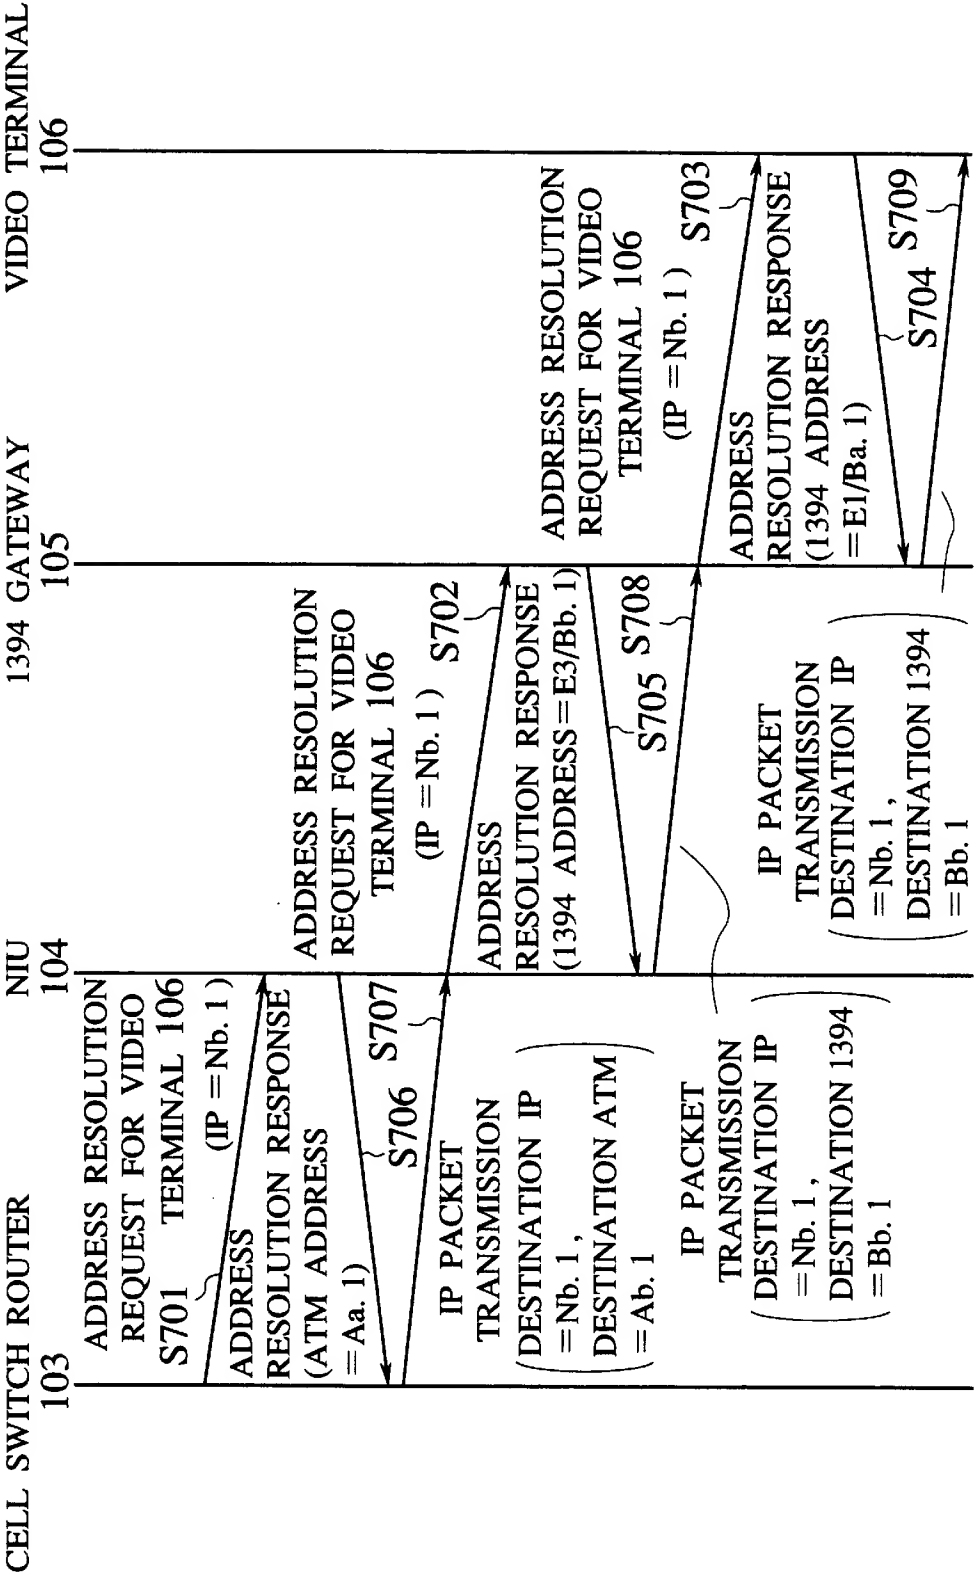 CELL SWITCH ROUTER
103
NIU
104
1394 GATEWAY
105
VIDEO TERMINAL
106
ADDRESS RESOLUTION
REQUEST FOR VIDEO
S701 TERMINAL 106
(IP =Nb. 1)
ADDRESS
RESOLUTION RESPONSE
(ATM ADDRESS
=Aa. 1)
S706
S707
IP PACKET
TRANSMISSION
(DESTINATION IP
=Nb. 1,
DESTINATION ATM
=Ab. 1)
ADDRESS RESOLUTION
REQUEST FOR VIDEO
TERMINAL 106
(IP =Nb. 1)
S702
ADDRESS
RESOLUTION RESPONSE
(1394 ADDRESS=E3/Bb. 1)
S705
S708
IP PACKET
TRANSMISSION
(DESTINATION IP
=Nb. 1,
DESTINATION 1394
=Bb. 1)
ADDRESS RESOLUTION
REQUEST FOR VIDEO
TERMINAL 106
(IP =Nb. 1)
S703
ADDRESS
RESOLUTION RESPONSE
(1394 ADDRESS
=E1/Ba. 1)
S704
S709
IP PACKET
TRANSMISSION
(DESTINATION IP
=Nb. 1,
DESTINATION 1394
=Bb. 1)